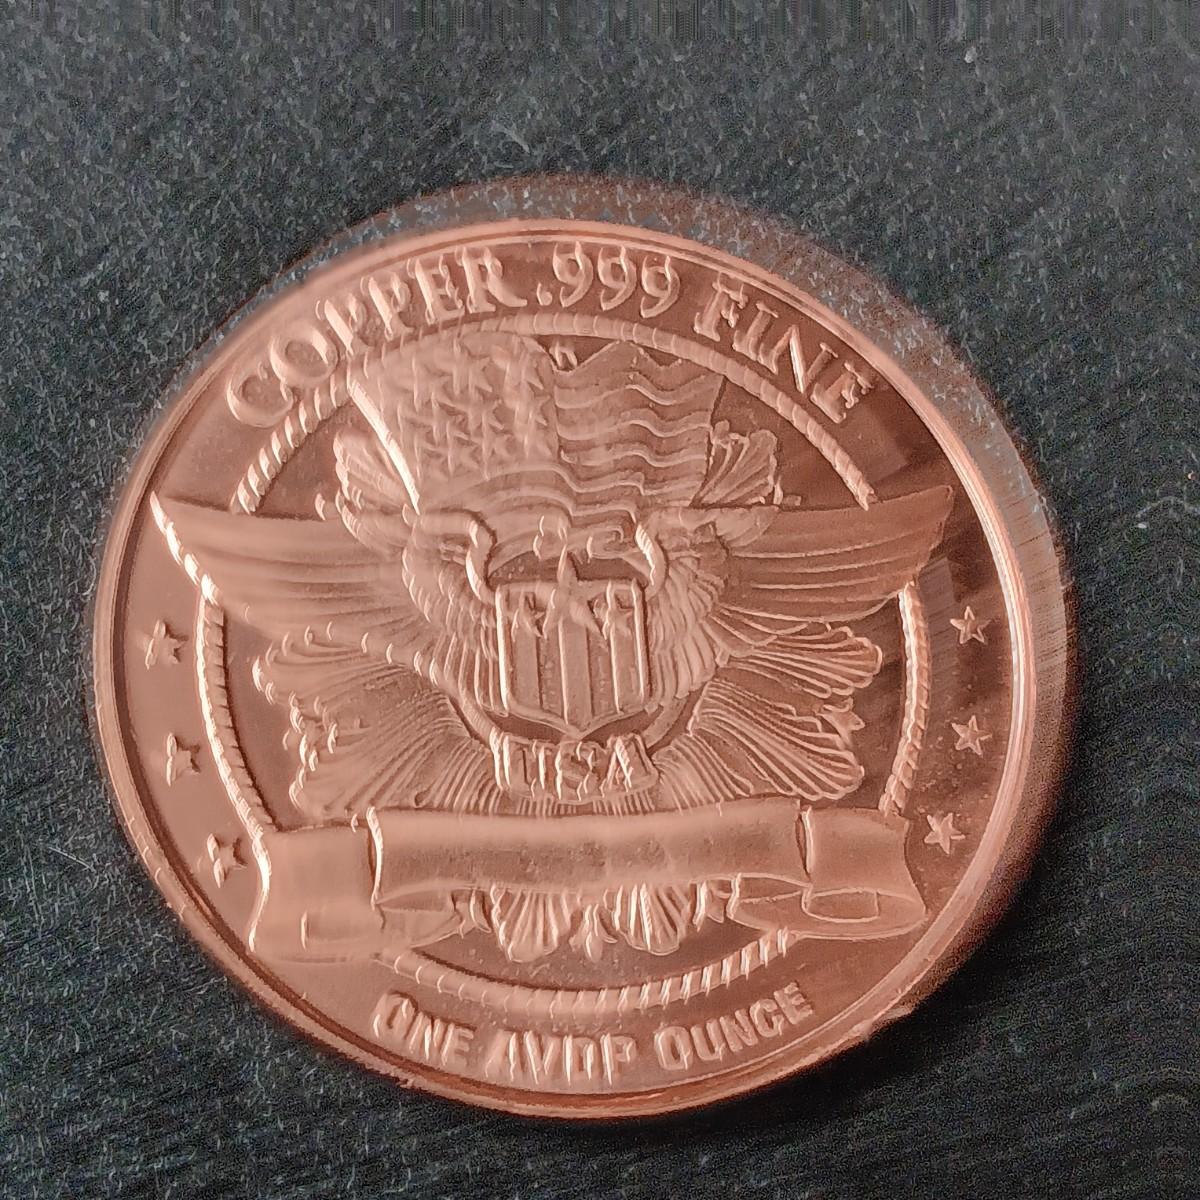 COPPER .999 FINE
USA
ONE AVDP OUNCE